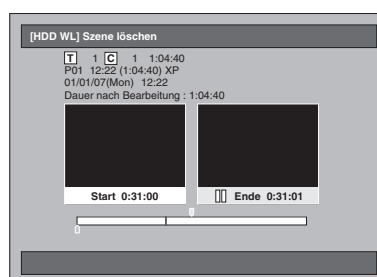 [HDD WL] Szene löschen
T 1 C 1 1:04:40
P01 12:22 (1:04:40) XP
01/01/07(Mon) 12:22
Dauer nach Bearbeitung : 1:04:40
Start 0:31:00
Ende 0:31:01